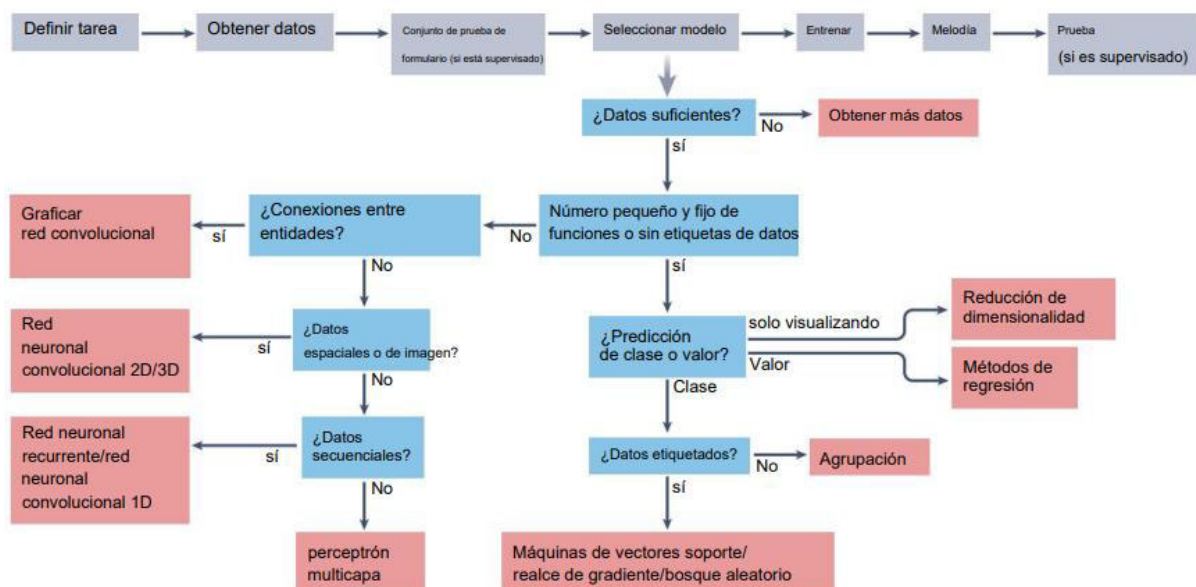 Definir tarea
Obtener datos
Conjunto de prueba de
formulario (si está supervisado)
Seleccionar modelo
Entrenar
Melodía
Prueba
(si es supervisado)
¿Datos suficientes?
No
Obtener más datos
sí
Graficar
red convolucional
sí
¿Conexiones entre
entidades?
No
Número pequeño y fijo de
funciones o sin etiquetas de datos
No
sí
Red
neuronal
convolucional 2D/3D
sí
¿Datos
espaciales o de imagen?
No
¿Predicción
de clase o valor?
solo visualizando
Valor
Clase
Reducción de
dimensionalidad
Métodos de
regresión
Red neuronal
recurrente/red
neuronal
convolucional 1D
sí
¿Datos
secuenciales?
No
¿Datos etiquetados?
No
Agrupación
sí
perceptrón
multicapa
Máquinas de vectores soporte/
realce de gradiente/bosque aleatorio